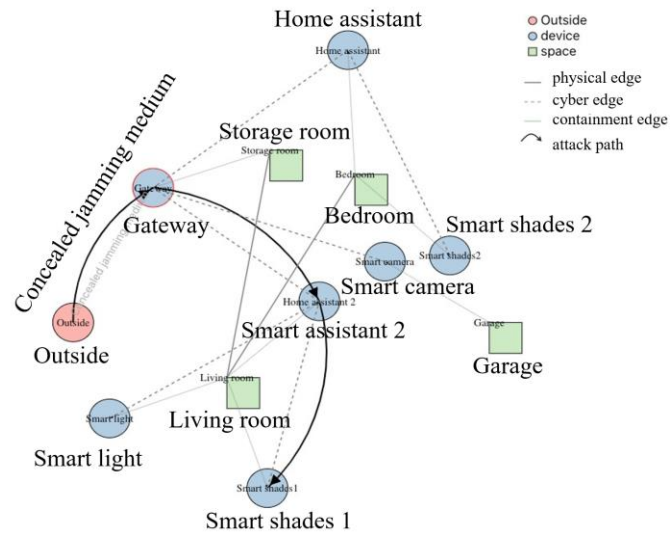 Home assistant
Home assistant
Outside
device
space
physical edge
cyber edge
containment edge
attack path
Concealed jamming medium
Storage room
Storage room
Gateway
Gateway
Bedroom
Bedroom
Smart shades 2
Smart shades2
Smart camera
Smart camera
Home assistant 2
Smart assistant 2
Outside
Outside
Garage
Garage
Living room
Living room
Smart light
Smart light
Smart shades1
Smart shades 1